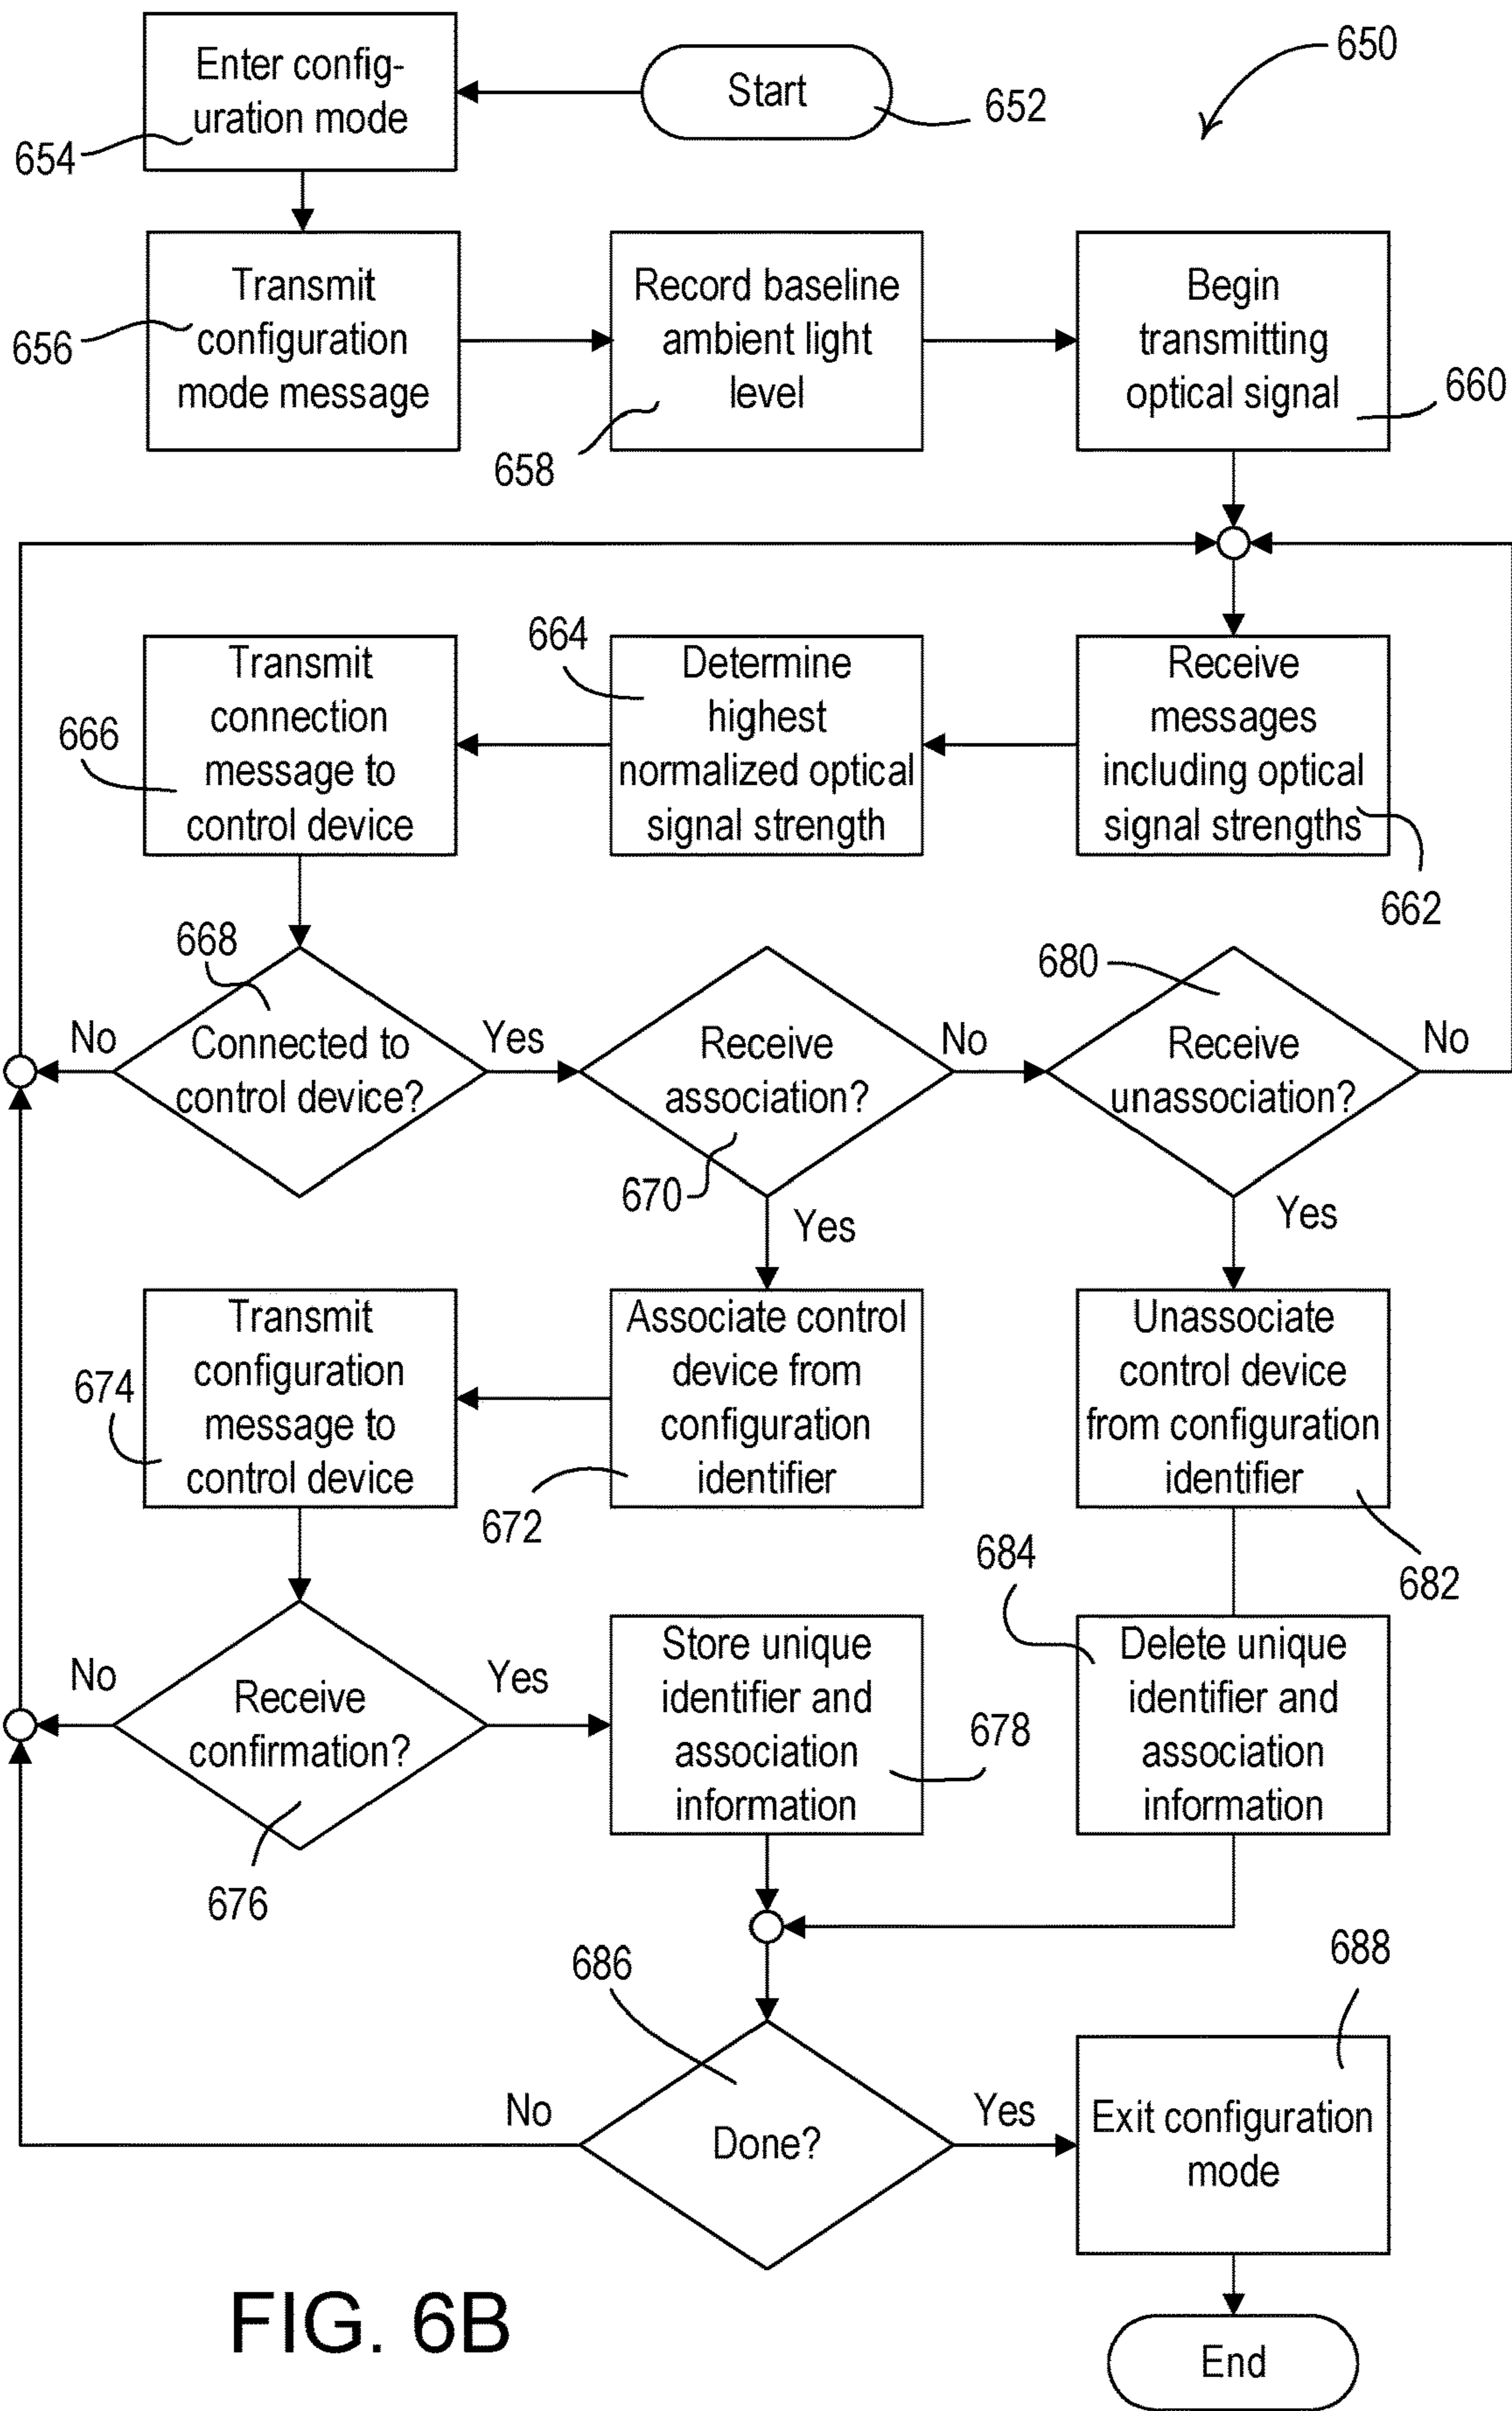 650
Enter config-
uration mode
654
Start
652
Transmit
configuration
mode message
656
Record baseline
ambient light
level
658
Begin
transmitting
optical signal
660
Receive
messages
including optical
signal strengths
662
Determine
highest
normalized optical
signal strength
664
Transmit
connection
message to
control device
666
668
Connected to
control device?
No
Yes
Receive
association?
670
No
Yes
680
Receive
unassociation?
No
Yes
Associate control
device from
configuration
identifier
672
Transmit
configuration
message to
control device
674
Unassociate
control device
from configuration
identifier
682
684
Delete unique
identifier and
association
information
Receive
confirmation?
676
No
Yes
Store unique
identifier and
association
information
678
686
Done?
No
Yes
688
Exit configuration
mode
End
FIG. 6B